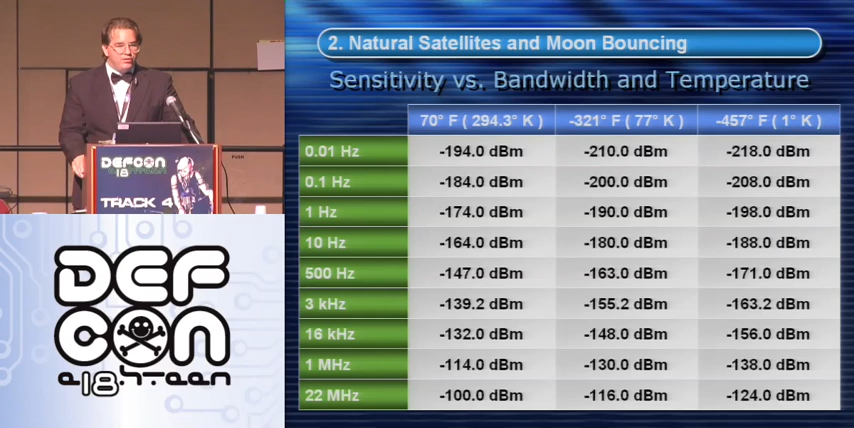 DEFCON
18
PUSH
TRACK 4
DEF
CON
e18hteen
2. Natural Satellites and Moon Bouncing
Sensitivity vs. Bandwidth and Temperature
70° F ( 294.3° K ) -321° F ( 77° K ) -457° F ( 1° K )
0.01 Hz -194.0 dBm -210.0 dBm -218.0 dBm
0.1 Hz -184.0 dBm -200.0 dBm -208.0 dBm
1 Hz -174.0 dBm -190.0 dBm -198.0 dBm
10 Hz -164.0 dBm -180.0 dBm -188.0 dBm
500 Hz -147.0 dBm -163.0 dBm -171.0 dBm
3 kHz -139.2 dBm -155.2 dBm -163.2 dBm
16 kHz -132.0 dBm -148.0 dBm -156.0 dBm
1 MHz -114.0 dBm -130.0 dBm -138.0 dBm
22 MHz -100.0 dBm -116.0 dBm -124.0 dBm